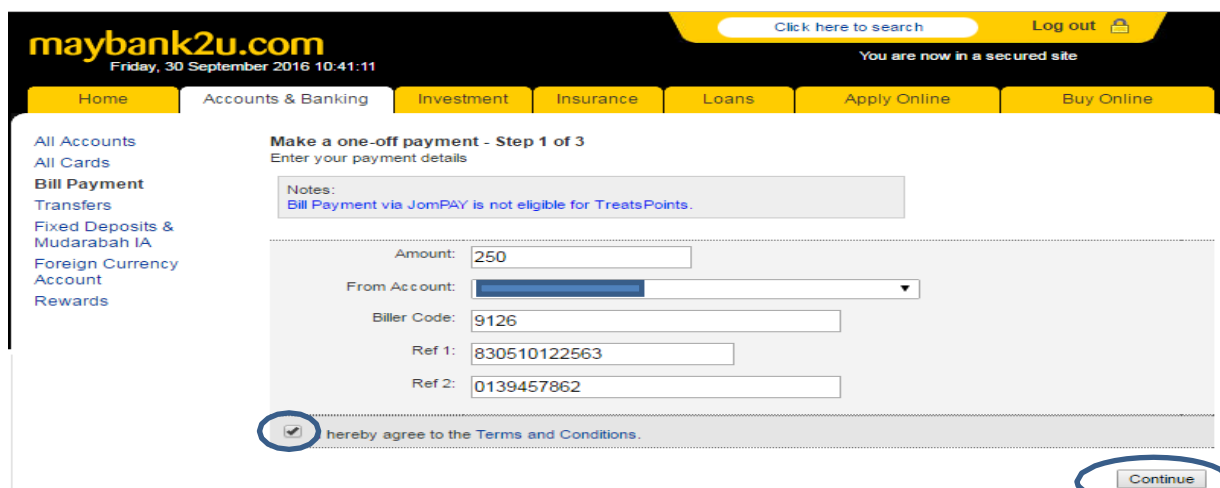 Click here to search
Log out
maybank2u.com
Friday, 30 September 2016 10:41:11
You are now in a secured site
Home Accounts & Banking Investment Insurance Loans Apply Online Buy Online
All Accounts
All Cards
Bill Payment
Transfers
Fixed Deposits &
Mudarabah IA
Foreign Currency
Account
Rewards
Make a one-off payment - Step 1 of 3
Enter your payment details
Notes:
Bill Payment via JomPAY is not eligible for TreatsPoints.
Amount: 250
From Account:
Biller Code: 9126
Ref 1: 830510122563
Ref 2: 0139457862
hereby agree to the Terms and Conditions.
Continue